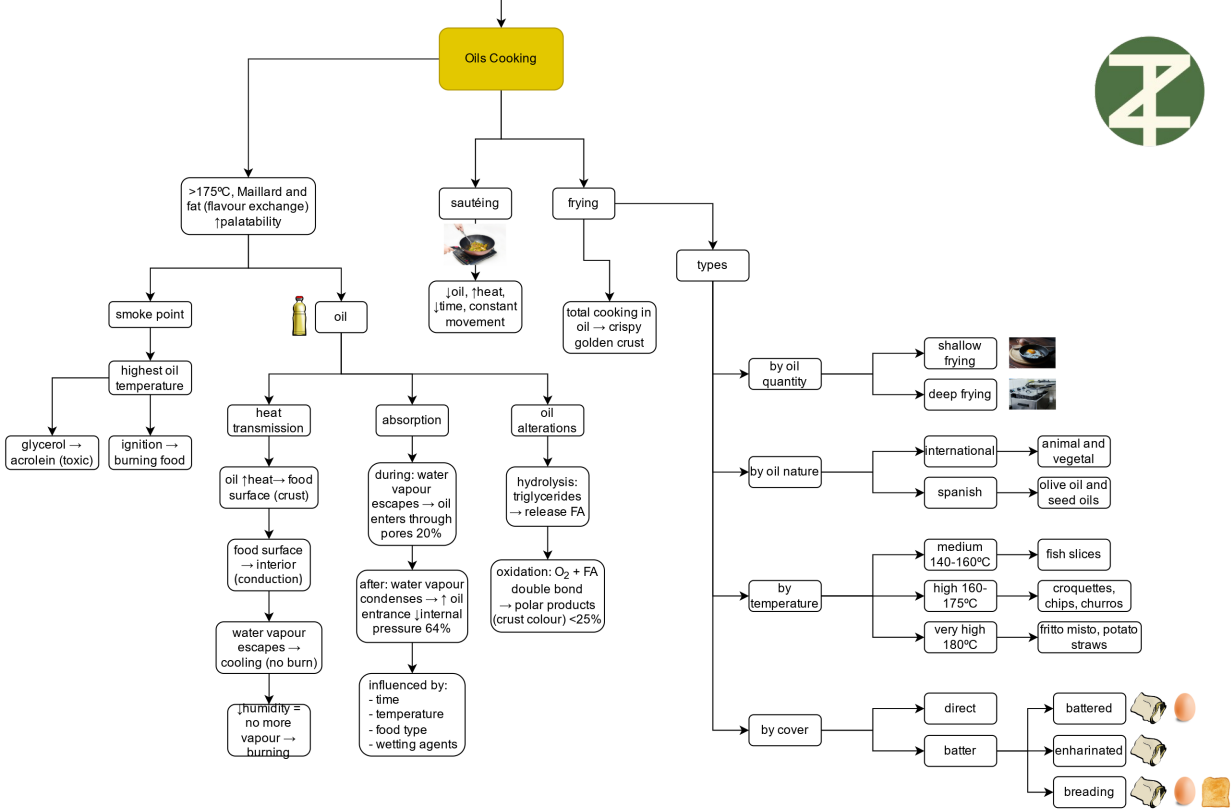 Oils Cooking
>175ºC, Maillard and
fat (flavour exchange)
↑palatability
sautéing
frying
types
smoke point
oil
↓oil, ↑heat,
↓time, constant
movement
total cooking in
oil → crispy
golden crust
highest oil
temperature
glycerol →
acrolein (toxic)
ignition →
burning food
heat
transmission
absorption
oil
alterations
oil ↑heat→ food
surface (crust)
food surface
→ interior
(conduction)
water vapour
escapes →
cooling (no burn)
↓humidity =
no more
vapour →
burning
during: water
vapour
escapes → oil
enters through
pores 20%
after: water vapour
condenses → ↑ oil
entrance ↓internal
pressure 64%
influenced by:
- time
- temperature
- food type
- wetting agents
hydrolysis:
triglycerides
→ release FA
oxidation: O2 + FA
double bond
→ polar products
(crust colour) <25%
by oil
quantity
shallow
frying
deep frying
by oil nature
international
animal and
vegetal
spanish
olive oil and
seed oils
by
temperature
medium
140-160ºC
fish slices
high 160-
175ºC
croquettes,
chips, churros
very high
180ºC
fritto misto, potato
straws
by cover
direct
batter
battered
enharinated
breading